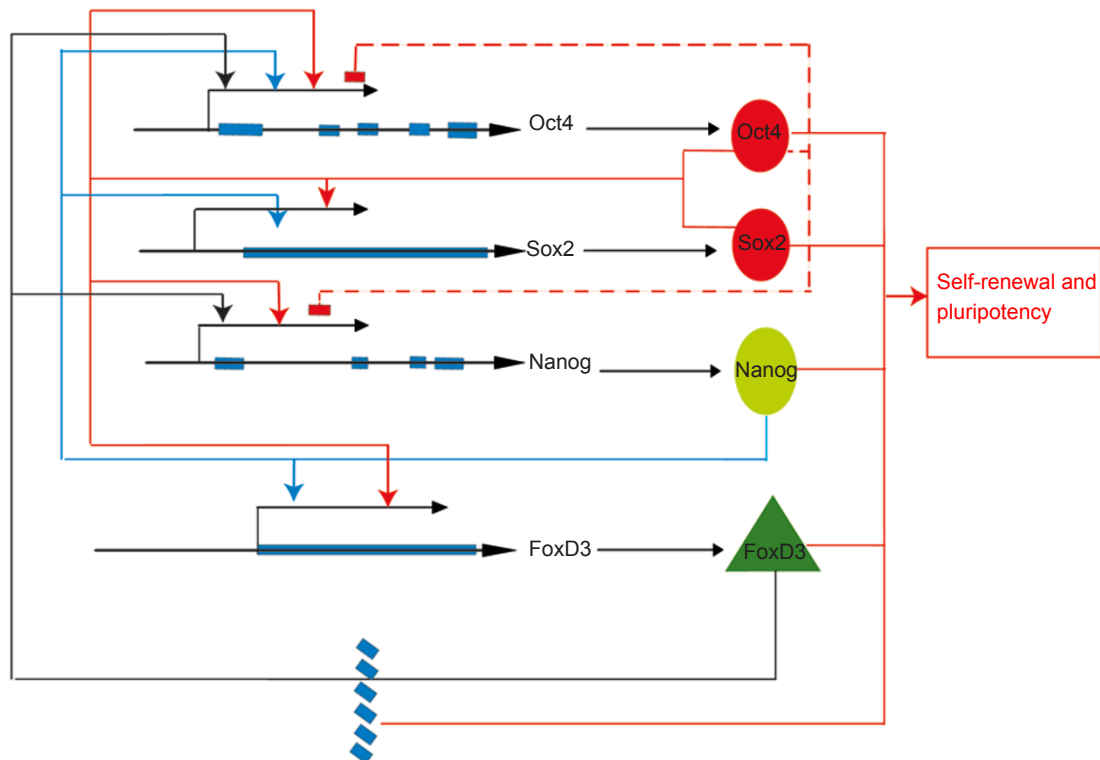 Oct4
Oct4
Sox2
Sox2
Self-renewal and
pluripotency
Nanog
Nanog
FoxD3
FoxD3